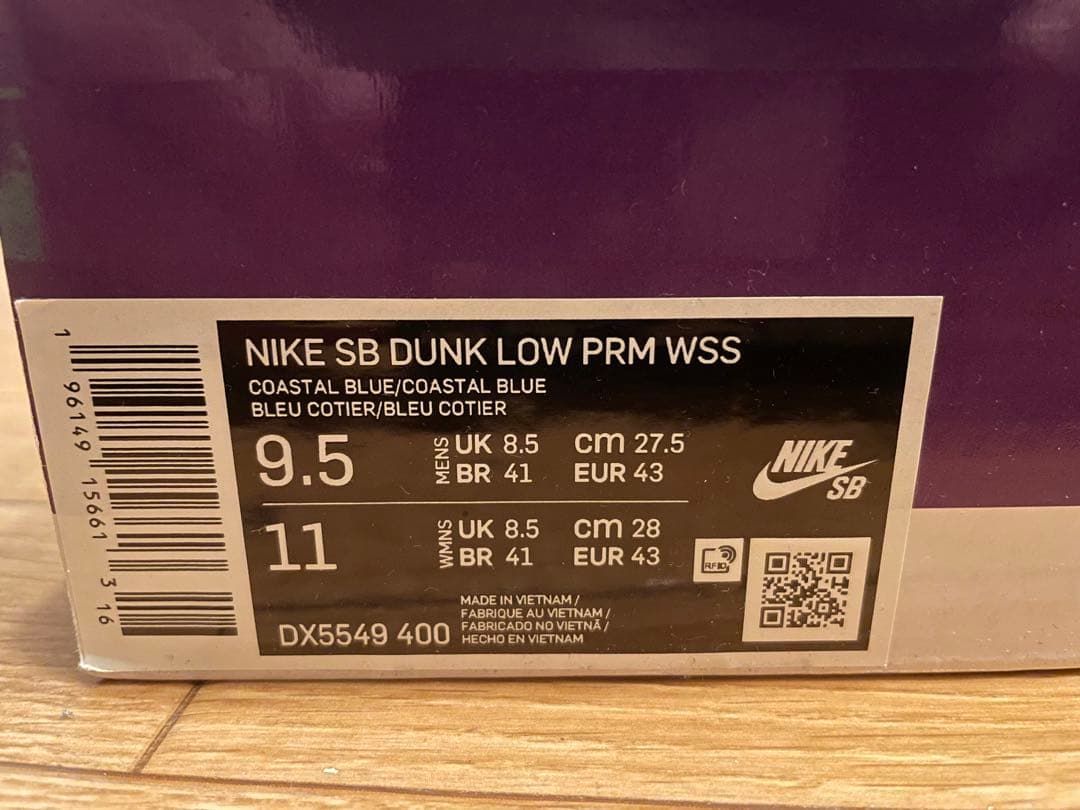 NIKE SB DUNK LOW PRM WSS
COASTAL BLUE/COASTAL BLUE
BLEU COTIER/BLEU COTIER
9.5 MENS UK 8.5 cm 27.5
BR 41 EUR 43
11 WMNS UK 8.5 cm 28
BR 41 EUR 43
NIKE
SB
RFID
MADE IN VIETNAM /
FABRIQUE AU VIETNAM /
FABRICADO NO VIETNÃ /
HECHO EN VIETNAM
DX5549 400
1 96149 15661 3 16